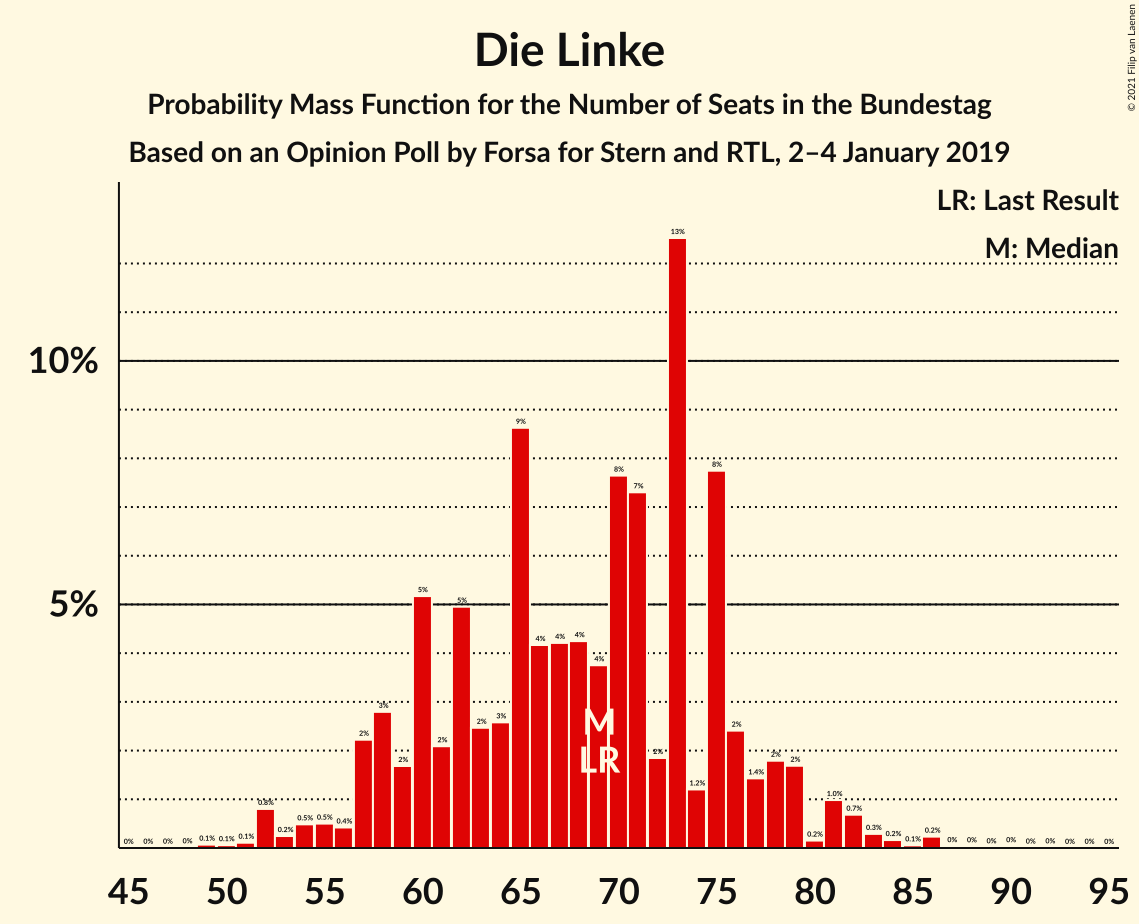 Die Linke
Probability Mass Function for the Number of Seats in the Bundestag
Based on an Opinion Poll by Forsa for Stern and RTL, 2–4 January 2019
© 2021 Filip van Laenen
LR: Last Result
M: Median
10%
5%
0% 0% 0% 0% 0.1% 0.1% 0.1% 0.8% 0.2% 0.5% 0.5% 0.4% 2% 3% 2% 5% 2% 5% 2% 3% 9% 4% 4% 4% 4% 8% 7% 2% 13% 1.2% 8% 2% 1.4% 2% 2% 0.2% 1.0% 0.7% 0.3% 0.2% 0.1% 0.2% 0% 0% 0% 0% 0% 0% 0% 0% 0%
M
LR
45 50 55 60 65 70 75 80 85 90 95